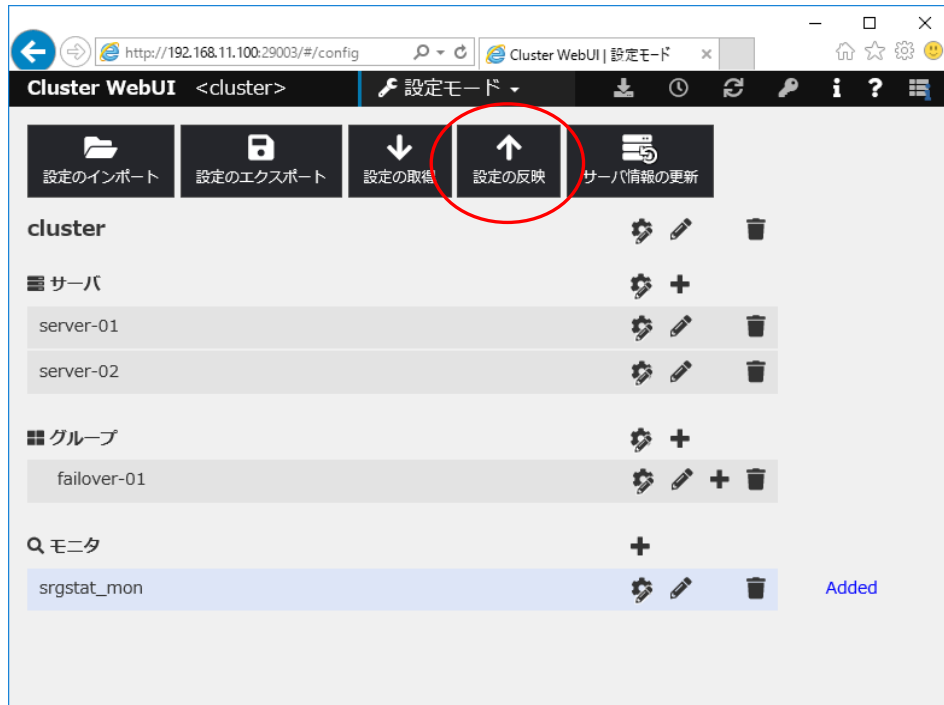 http://192.168.11.100:29003/#/config
Cluster WebUI | 設定モード
Cluster WebUI <cluster> 設定モード
設定のインポート 設定のエクスポート 設定の取得 設定の反映 サーバ情報の更新
cluster
サーバ
server-01
server-02
グループ
failover-01
モニタ
srgstat_mon Added